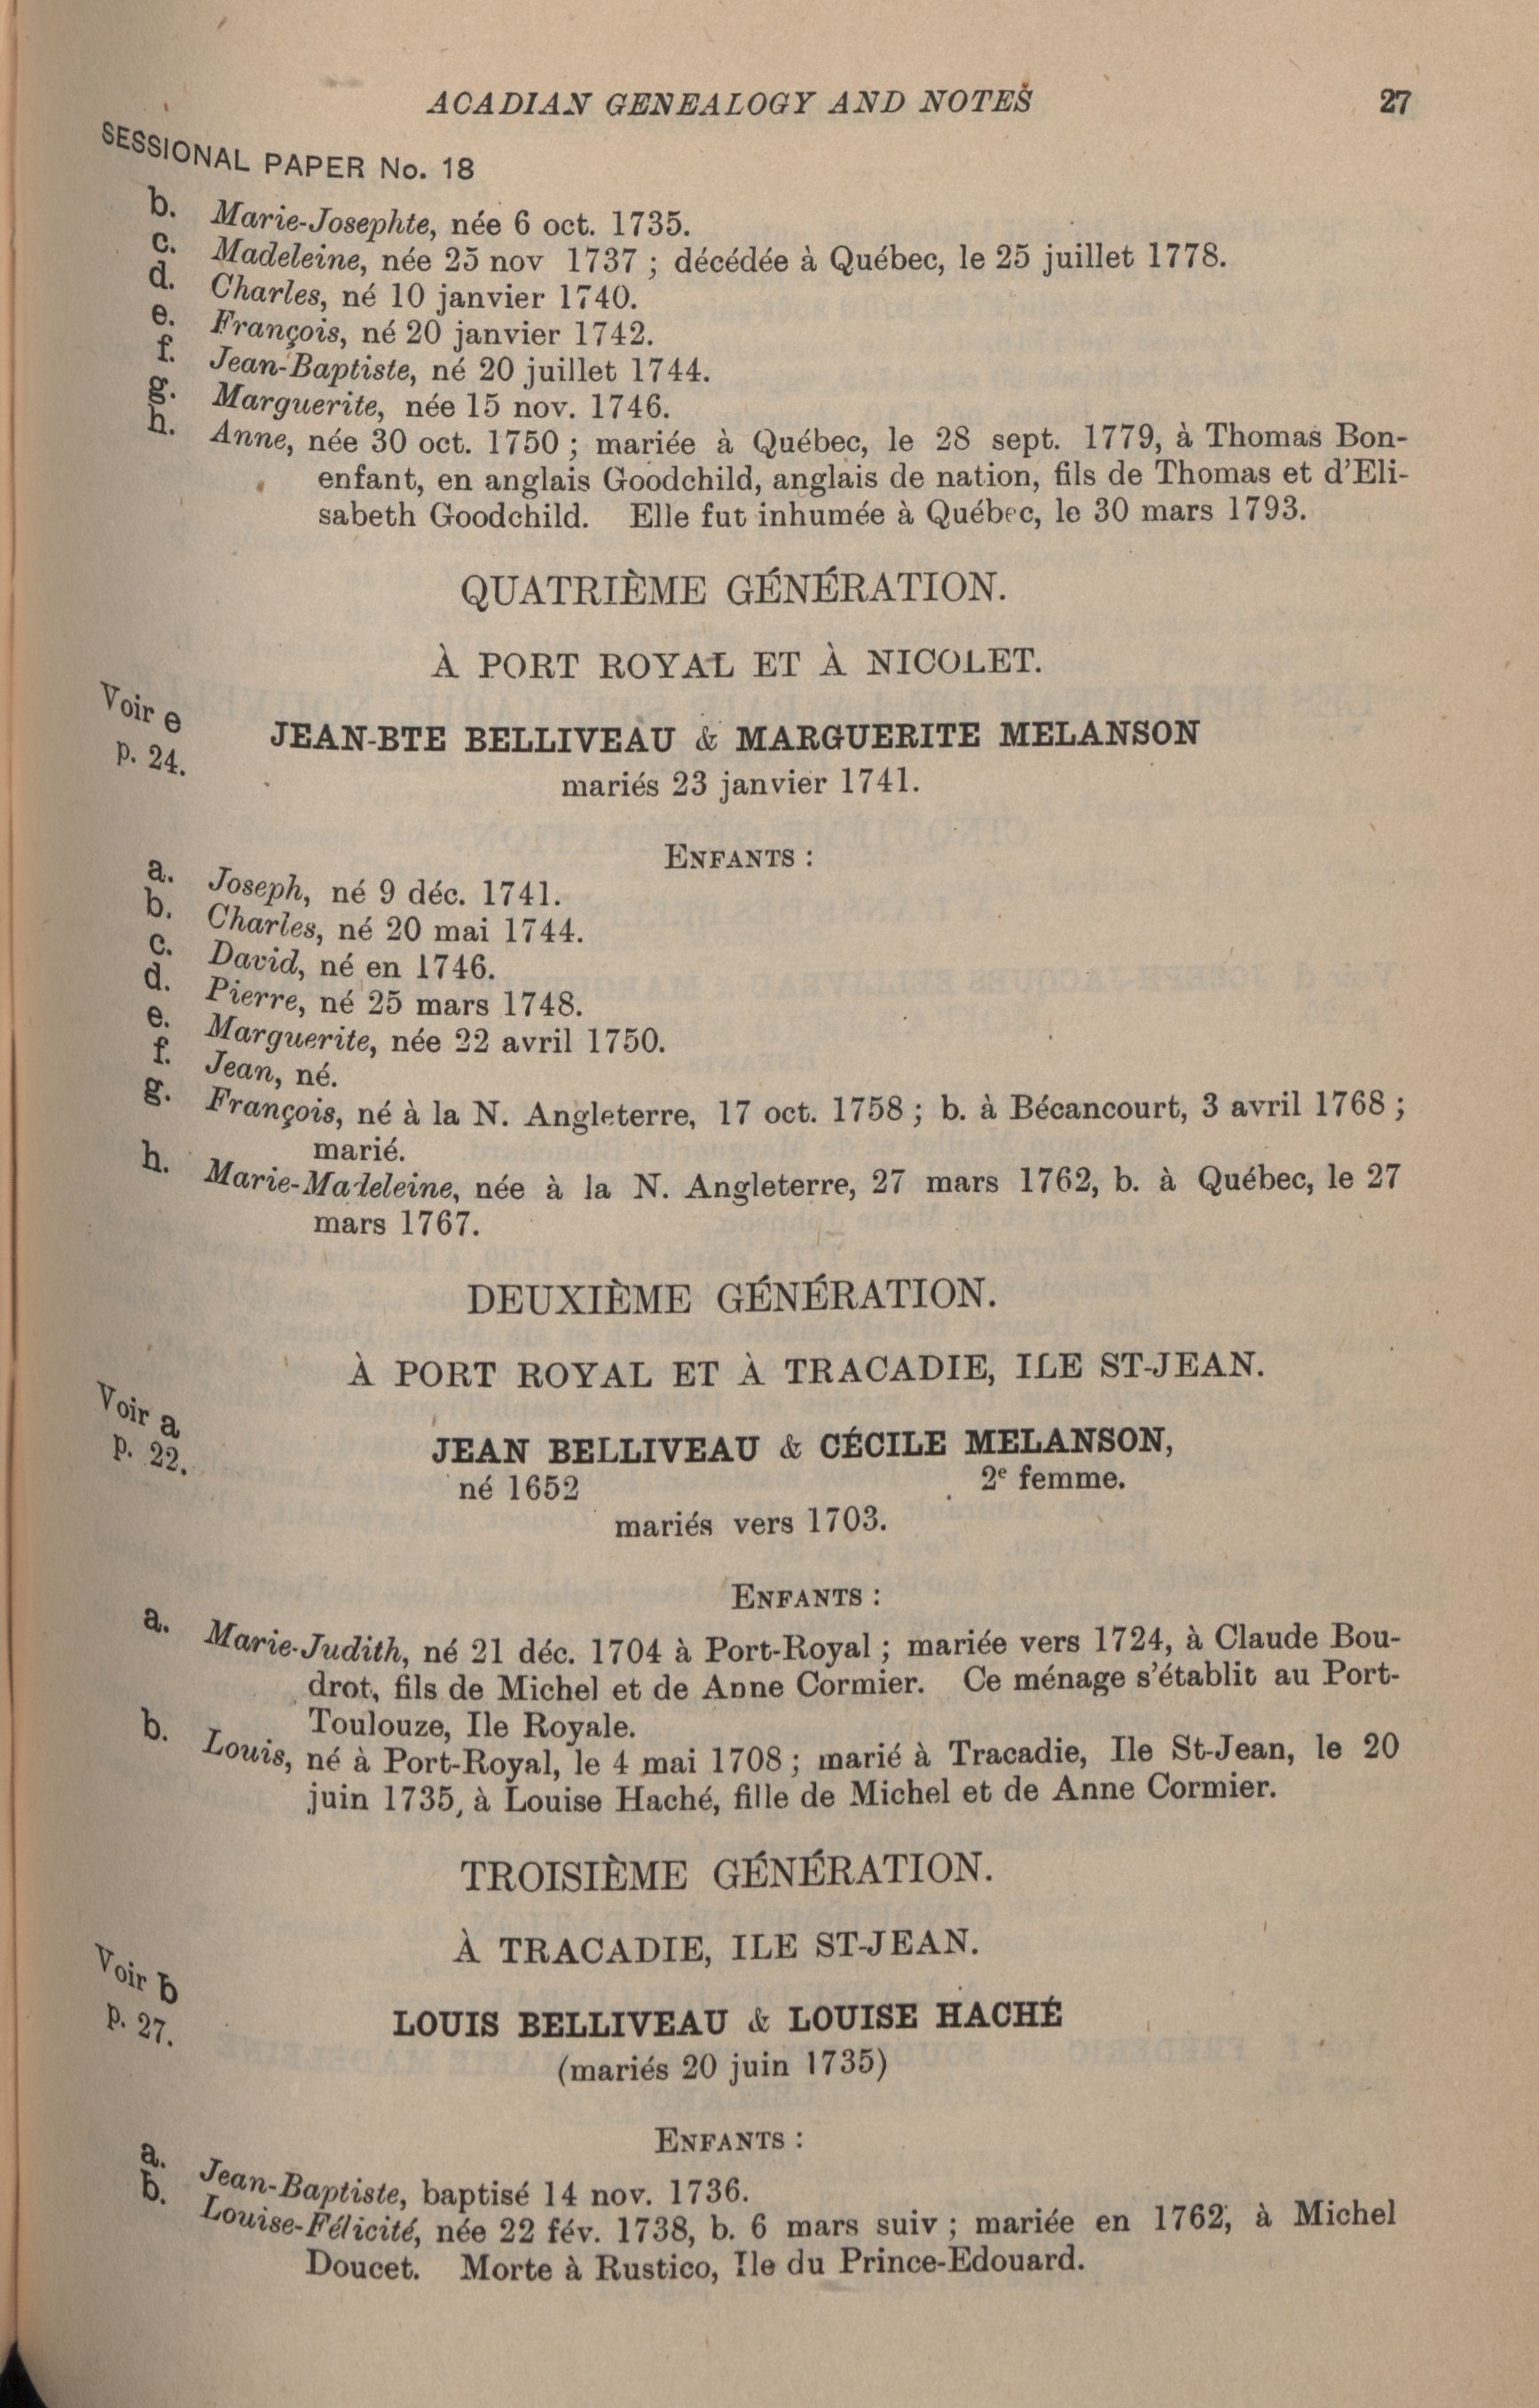 ACADIAN GENEALOGY AND NOTES 27
SESSIONAL PAPER No. 18
b. Marie-Josephte, née 6 oct. 1735.
c. Madeleine, née 25 nov 1737 ; décédée à Québec, le 25 juillet 1778.
d. Charles, né 10 janvier 1740.
e. François, né 20 janvier 1742.
f. Jean-Baptiste, né 20 juillet 1744.
g. Marguerite, née 15 nov. 1746.
h. Anne, née 30 oct. 1750 ; mariée à Québec, le 28 sept. 1779, à Thomas Bon-
enfant, en anglais Goodchild, anglais de nation, fils de Thomas et d'Eli-
sabeth Goodchild. Elle fut inhumée à Québec, le 30 mars 1793.
QUATRIÈME GÉNÉRATION.
À PORT ROYAL ET À NICOLET.
Voir e
p. 24.
JEAN-BTE BELLIVEAU & MARGUERITE MELANSON
mariés 23 janvier 1741.
ENFANTS :
a. Joseph, né 9 déc. 1741.
b. Charles, né 20 mai 1744.
c. David, né en 1746.
d. Pierre, né 25 mars 1748.
e. Marguerite, née 22 avril 1750.
f. Jean, né.
g. François, né à la N. Angleterre, 17 oct. 1758 ; b. à Bécancourt, 3 avril 1768 ;
marié.
h. Marie-Madeleine, née à la N. Angleterre, 27 mars 1762, b. à Québec, le 27
mars 1767.
DEUXIÈME GÉNÉRATION.
À PORT ROYAL ET À TRACADIE, ILE ST-JEAN.
Voir a
p. 22.
JEAN BELLIVEAU & CÉCILE MELANSON,
né 1652 2e femme.
mariés vers 1703.
ENFANTS :
a. Marie-Judith, né 21 déc. 1704 à Port-Royal ; mariée vers 1724, à Claude Bou-
drot, fils de Michel et de Anne Cormier. Ce ménage s'établit au Port-
Toulouze, Ile Royale.
b. Louis, né à Port-Royal, le 4 mai 1708 ; marié à Tracadie, Ile St-Jean, le 20
juin 1735, à Louise Haché, fille de Michel et de Anne Cormier.
TROISIÈME GÉNÉRATION.
À TRACADIE, ILE ST-JEAN.
Voir b
p. 27.
LOUIS BELLIVEAU & LOUISE HACHÉ
(mariés 20 juin 1735)
ENFANTS :
a. Jean-Baptiste, baptisé 14 nov. 1736.
b. Louise-Félicité, née 22 fév. 1738, b. 6 mars suiv ; mariée en 1762, à Michel
Doucet. Morte à Rustico, Ile du Prince-Edouard.